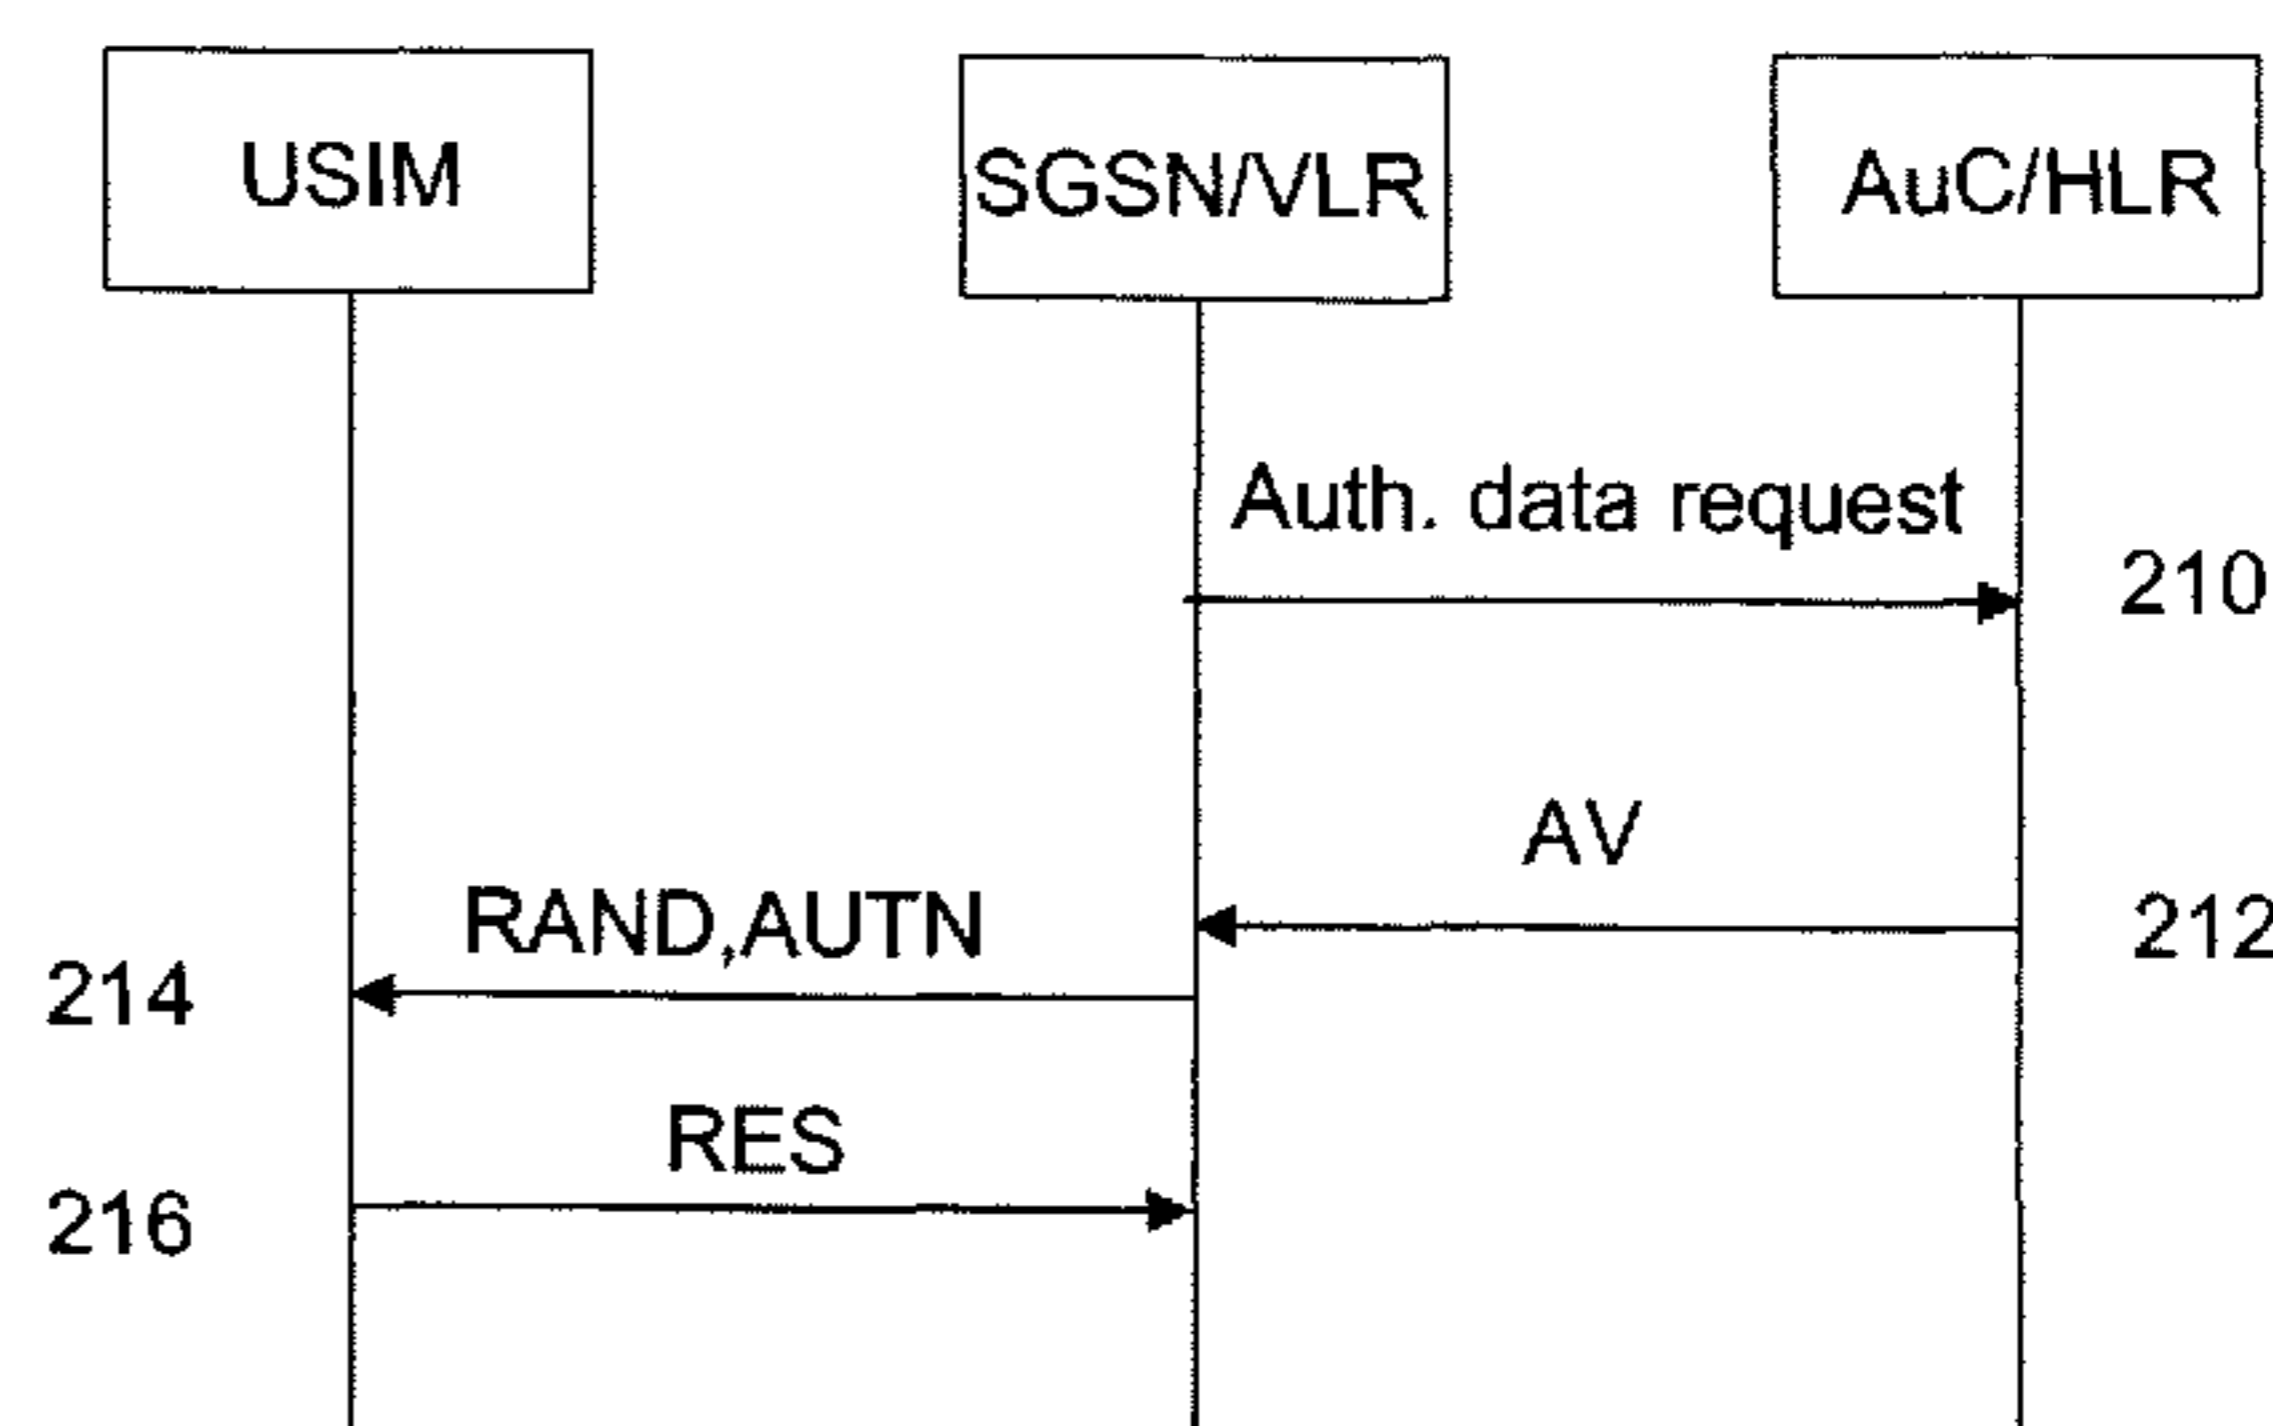 USIM
SGSN/VLR
AuC/HLR
Auth. data request
210
AV
212
RAND,AUTN
214
RES
216